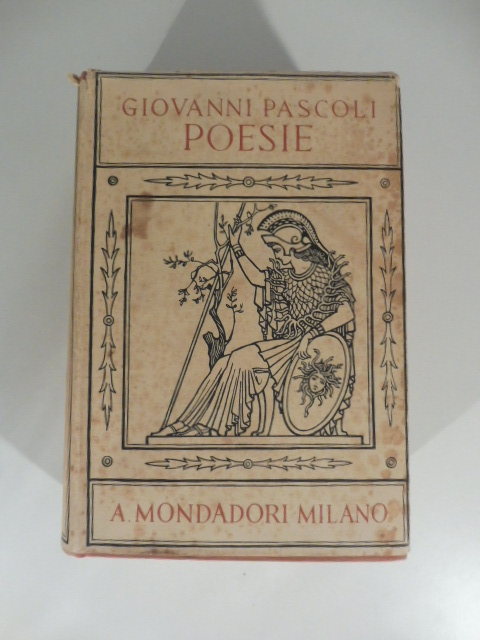 GIOVANNI PASCOLI
POESIE
A. MONDADORI MILANO